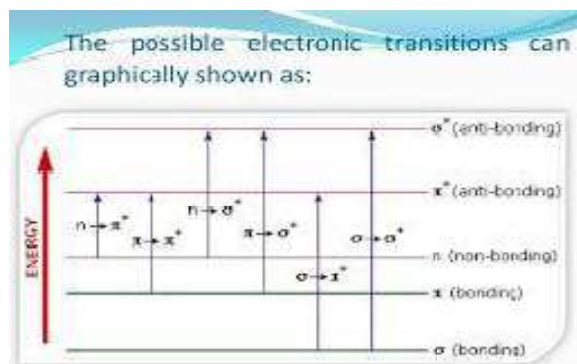 The possible electronic transitions can
graphically shown as:
σ* (anti-bonding)
π* (anti-bonding)
n → σ*
n → π*
π → π*
π → σ*
σ → σ*
n (non-bonding)
σ → π*
π (bonding)
σ (bonding)
ENERGY